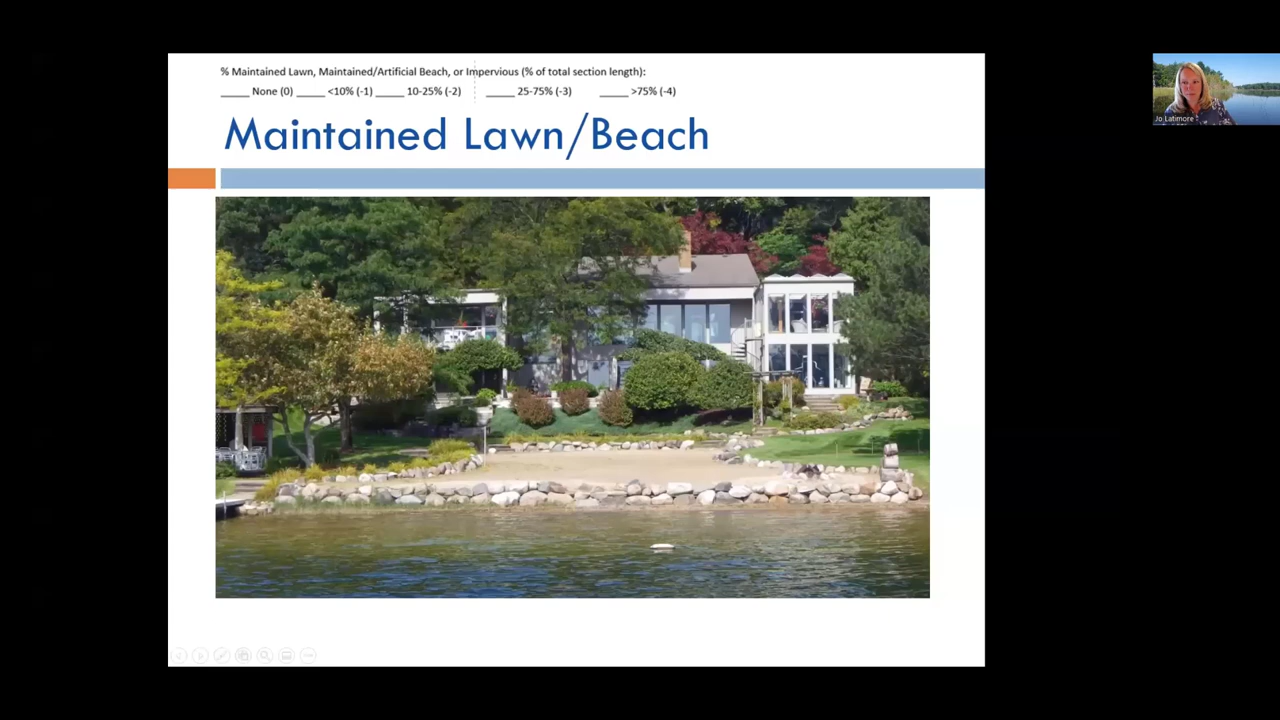 % Maintained Lawn, Maintained/Artificial Beach, or Impervious (% of total section length):
_____ None (0) _____ <10% (-1) _____ 10-25% (-2) _____ 25-75% (-3) _____ >75% (-4)
Maintained Lawn/Beach
Jo Latimore